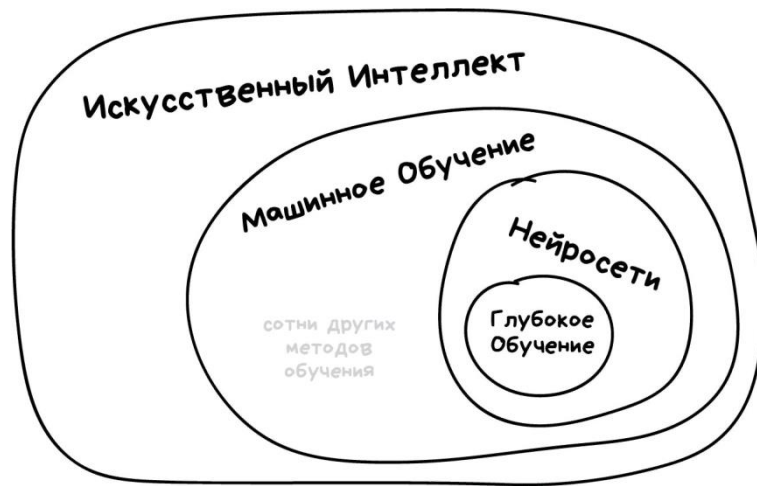 Искусственный Интеллект
Машинное Обучение
Нейросети
Глубокое
Обучение
сотни других
методов
обучения